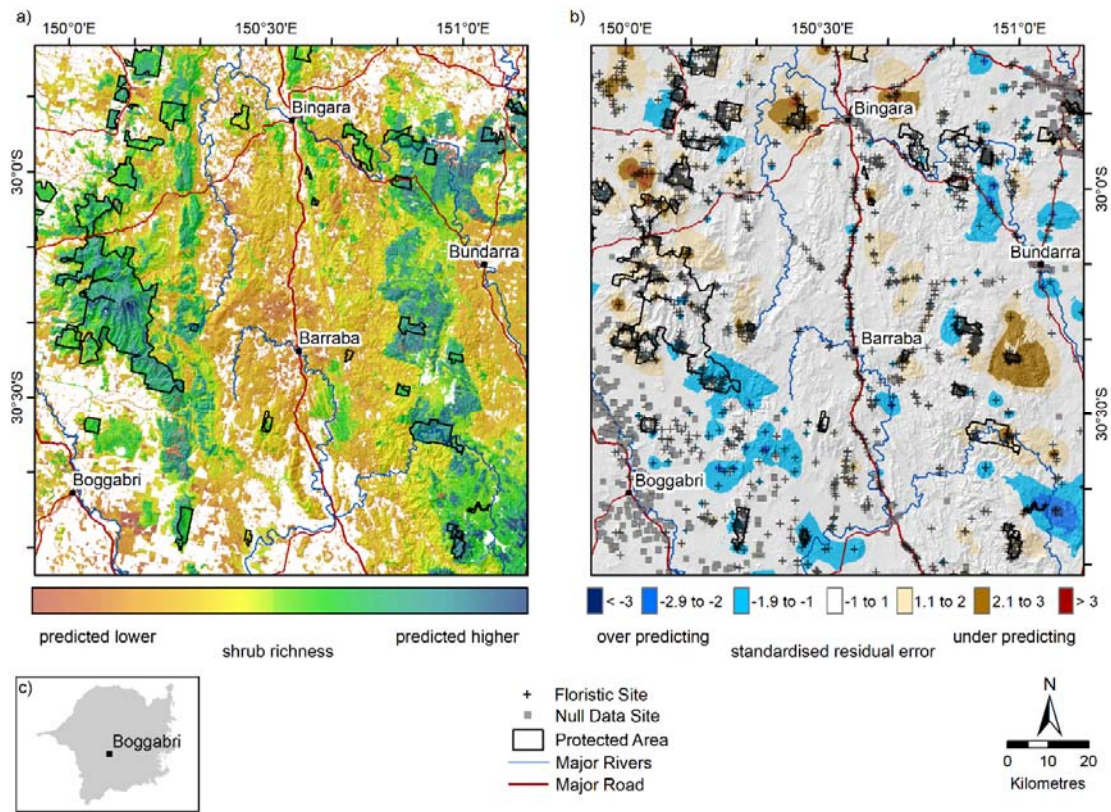 a)
150°0'E
150°30'E
151°0'E
30°0'S
30°30'S
Bingara
Bundarra
Barraba
Boggabri
predicted lower
predicted higher
shrub richness
b)
150°0'E
150°30'E
151°0'E
30°0'S
30°30'S
Bingara
Bundarra
Barraba
Boggabri
< -3
-2.9 to -2
-1.9 to -1
-1 to 1
1.1 to 2
2.1 to 3
> 3
over predicting
under predicting
standardised residual error
c)
Boggabri
Floristic Site
Null Data Site
Protected Area
Major Rivers
Major Road
N
0
10
20
Kilometres